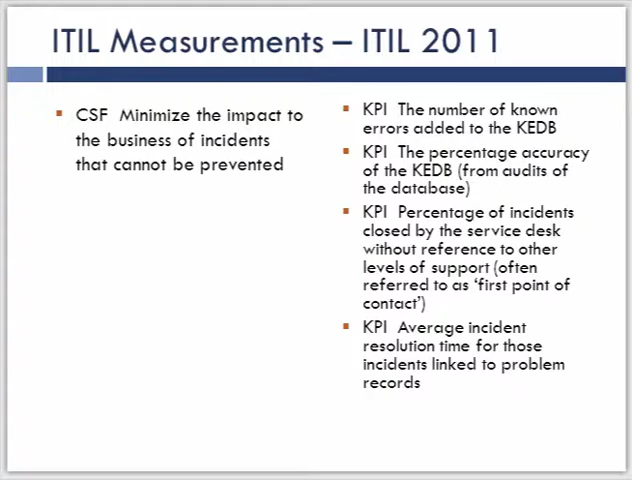 ITIL Measurements – ITIL 2011
▪ CSF  Minimize the impact to
the business of incidents
that cannot be prevented
▪ KPI  The number of known
errors added to the KEDB
▪ KPI  The percentage accuracy
of the KEDB (from audits of
the database)
▪ KPI  Percentage of incidents
closed by the service desk
without reference to other
levels of support (often
referred to as ‘first point of
contact’)
▪ KPI  Average incident
resolution time for those
incidents linked to problem
records